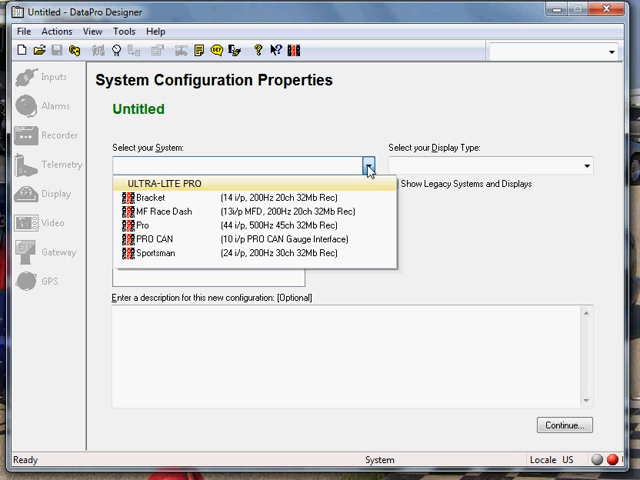 Untitled - DataPro Designer
File Actions View Tools Help
System Configuration Properties
Untitled
Inputs
Alarms
Recorder
Telemetry
Display
Video
Gateway
GPS
Select your System:
Select your Display Type:
Show Legacy Systems and Displays
ULTRA-LITE PRO
Bracket (14 i/p, 200Hz 20ch 32Mb Rec)
MF Race Dash (13i/p MFD, 200Hz 20ch 32Mb Rec)
Pro (44 i/p, 500Hz 45ch 32Mb Rec)
PRO CAN (10 i/p PRO CAN Gauge Interface)
Sportsman (24 i/p, 200Hz 30ch 32Mb Rec)
Enter a description for this new configuration: [Optional]
Continue...
Ready System Locale US